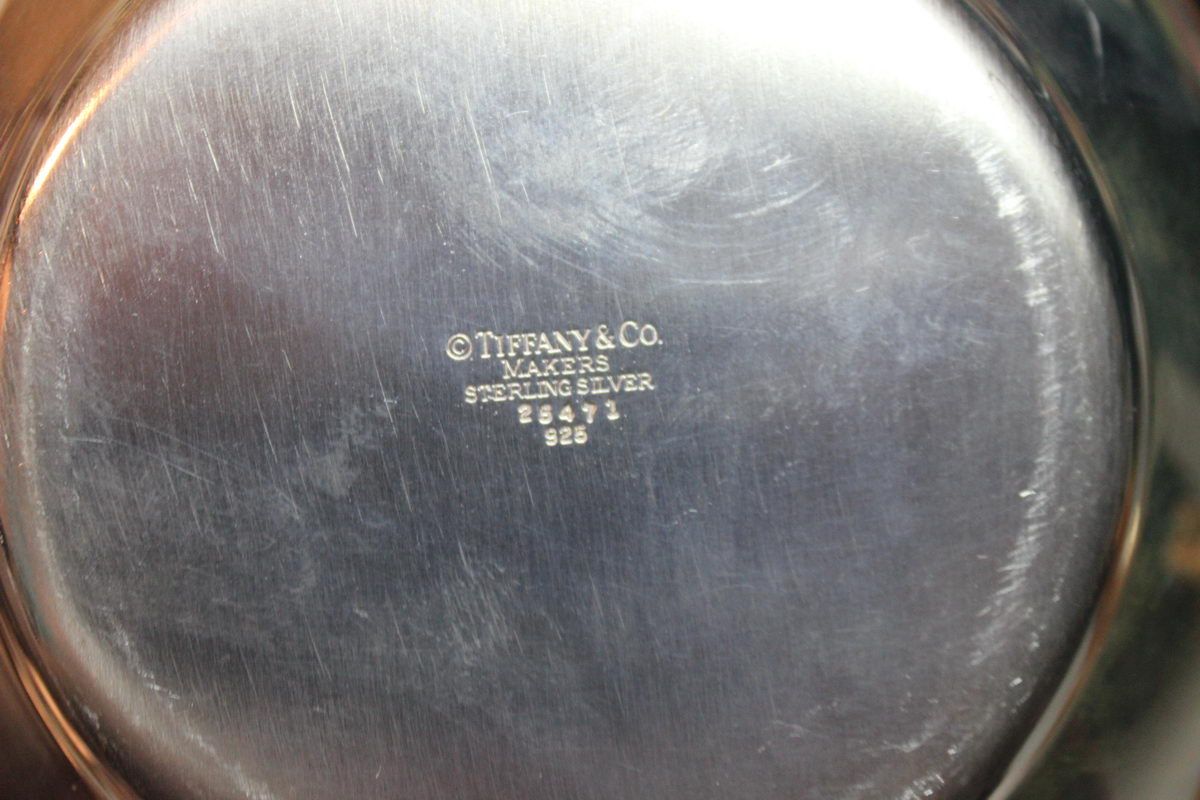 © TIFFANY & CO.
MAKERS
STERLING SILVER
25471
925